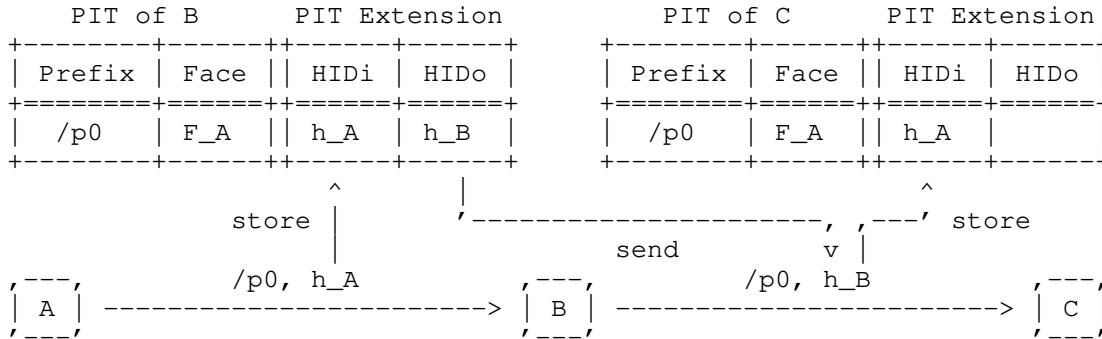 PIT of B PIT Extension PIT of C PIT Extension
Prefix Face HIDi HIDo Prefix Face HIDi HIDo
/p0 F_A h_A h_B /p0 F_A h_A
store store
send
/p0, h_A /p0, h_B
A B C